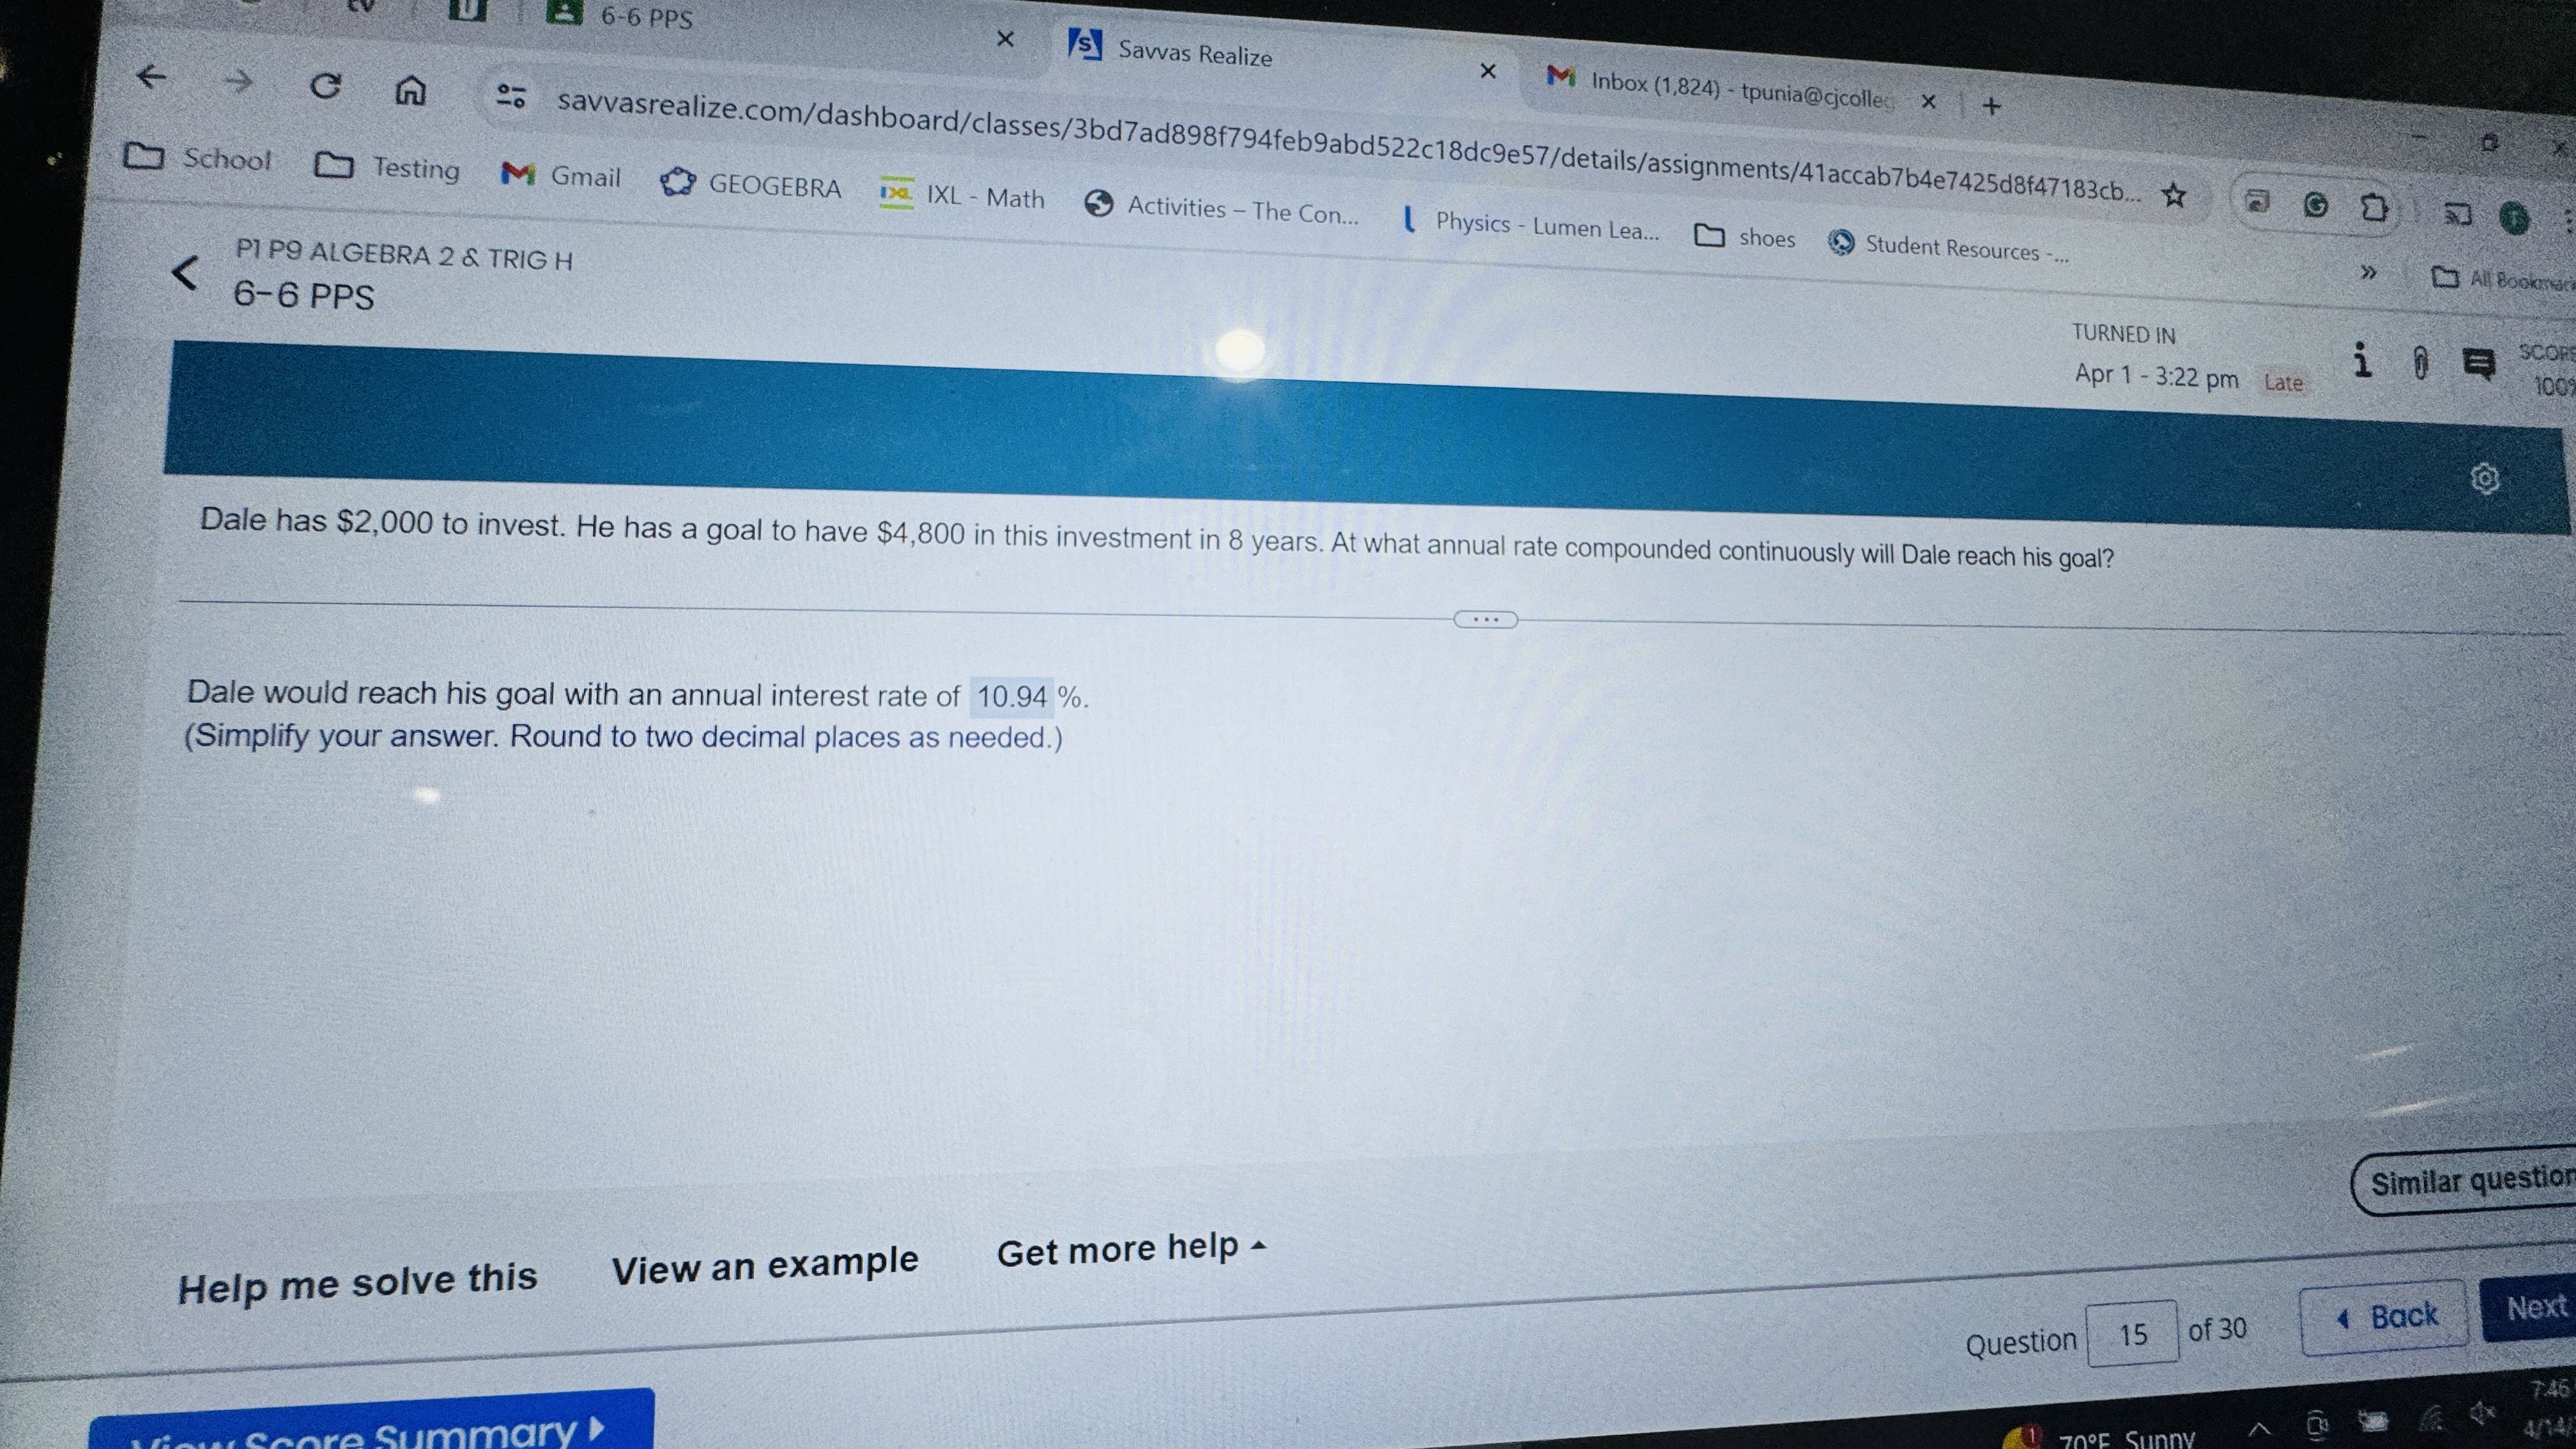 6-6 PPS
Savvas Realize
Inbox (1,824) - tpunia@cjcolleg
savvasrealize.com/dashboard/classes/3bd7ad898f794feb9abd522c18dc9e57/details/assignments/41accab7b4e7425d8f47183cb...
School Testing Gmail GEOGEBRA IXL - Math Activities – The Con... Physics - Lumen Lea... shoes Student Resources -...
» All
P1 P9 ALGEBRA 2 & TRIG H
6-6 PPS
TURNED IN
Apr 1 - 3:22 pm Late
100%
Dale has $2,000 to invest. He has a goal to have $4,800 in this investment in 8 years. At what annual rate compounded continuously will Dale reach his goal?
Dale would reach his goal with an annual interest rate of 10.94 %.
(Simplify your answer. Round to two decimal places as needed.)
Similar question
Help me solve this View an example Get more help
Question 15 of 30 Back Next
View Score Summary
70°F Sunny
7:46